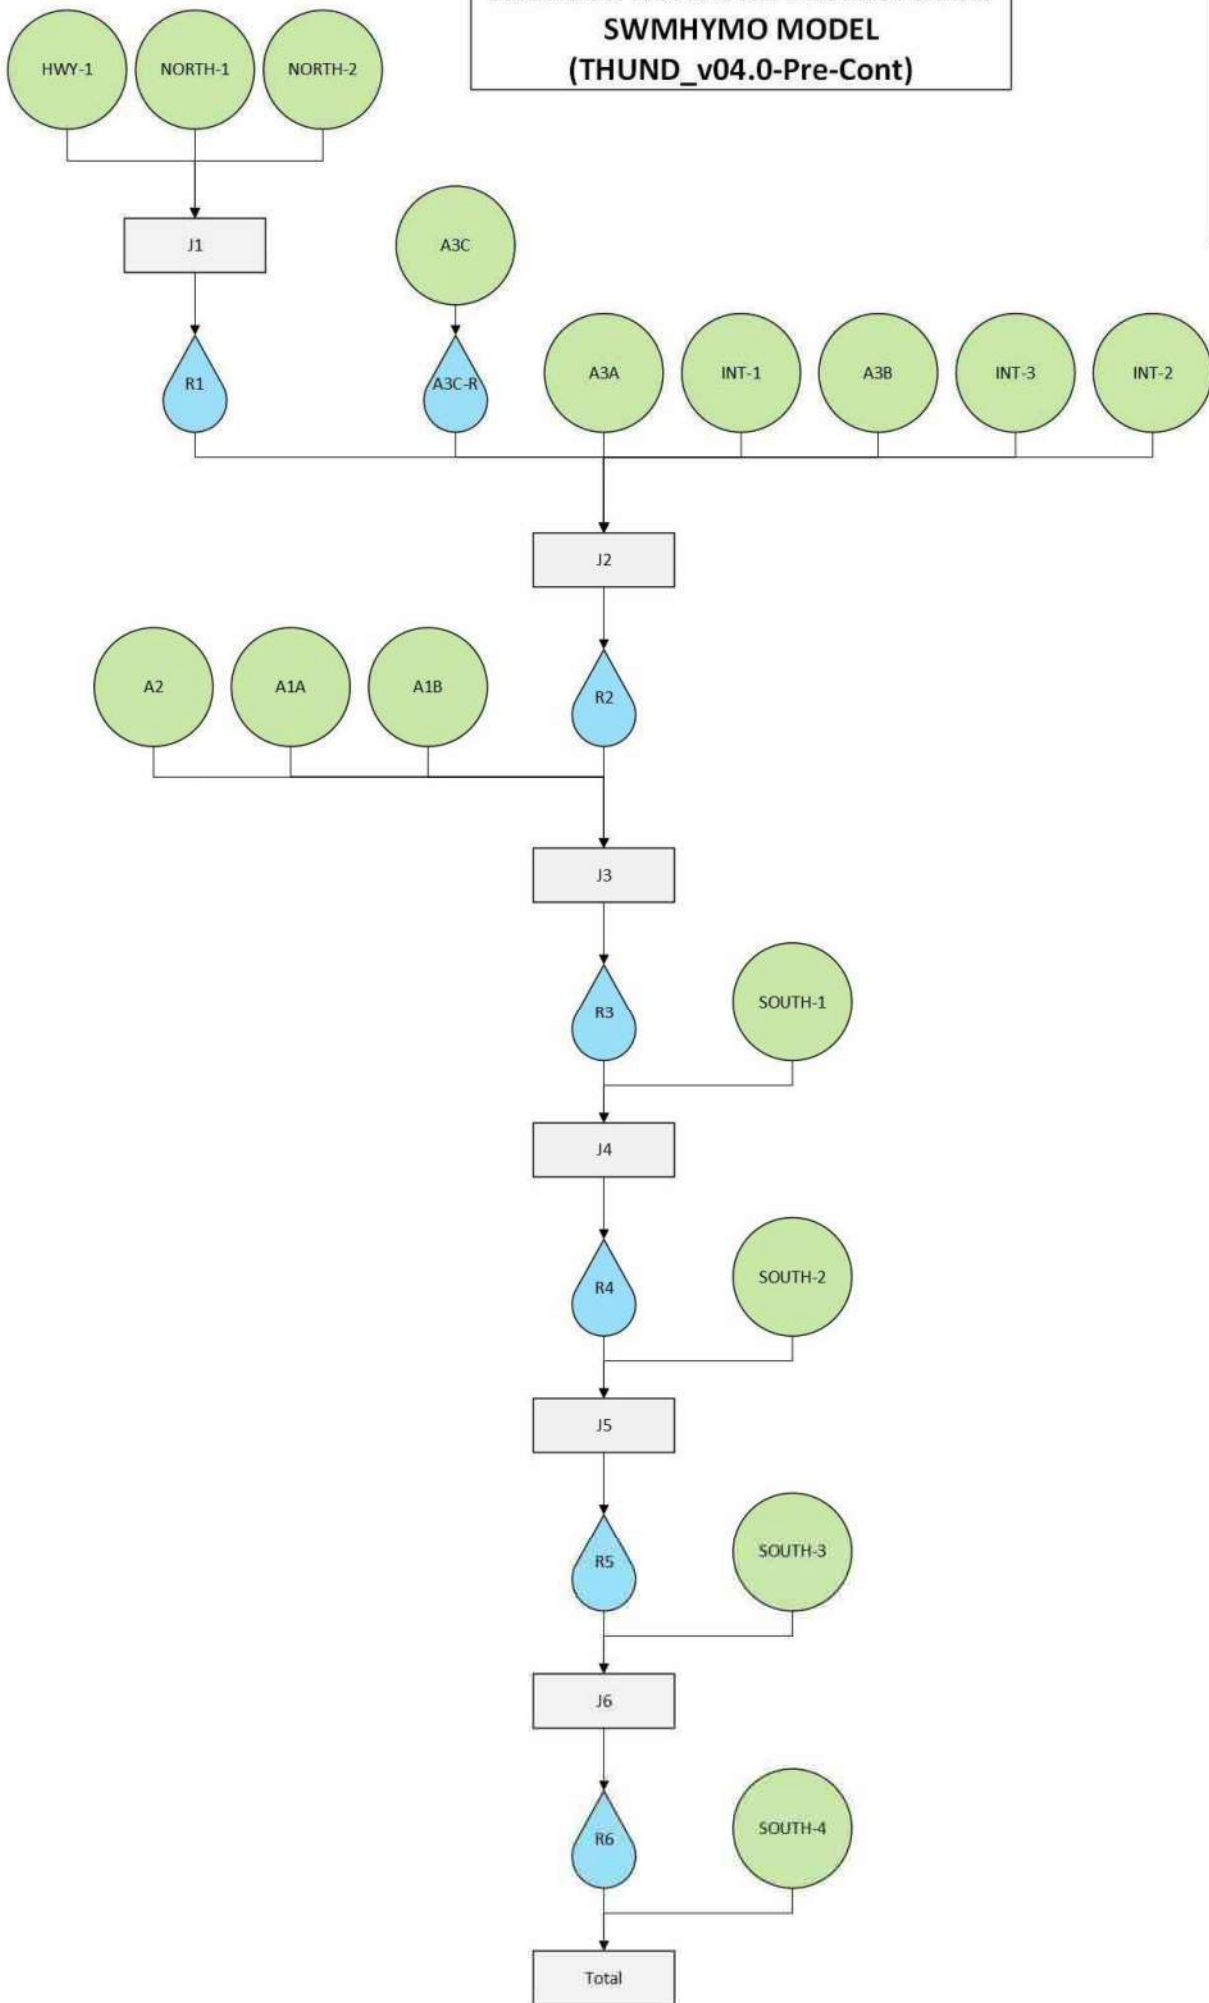 SWMHYMO MODEL
(THUND_v04.0-Pre-Cont)
HWY-1
NORTH-1
NORTH-2
J1
A3C
R1
A3C-R
A3A
INT-1
A3B
INT-3
INT-2
J2
A2
A1A
A1B
R2
J3
R3
SOUTH-1
J4
R4
SOUTH-2
J5
R5
SOUTH-3
J6
R6
SOUTH-4
Total